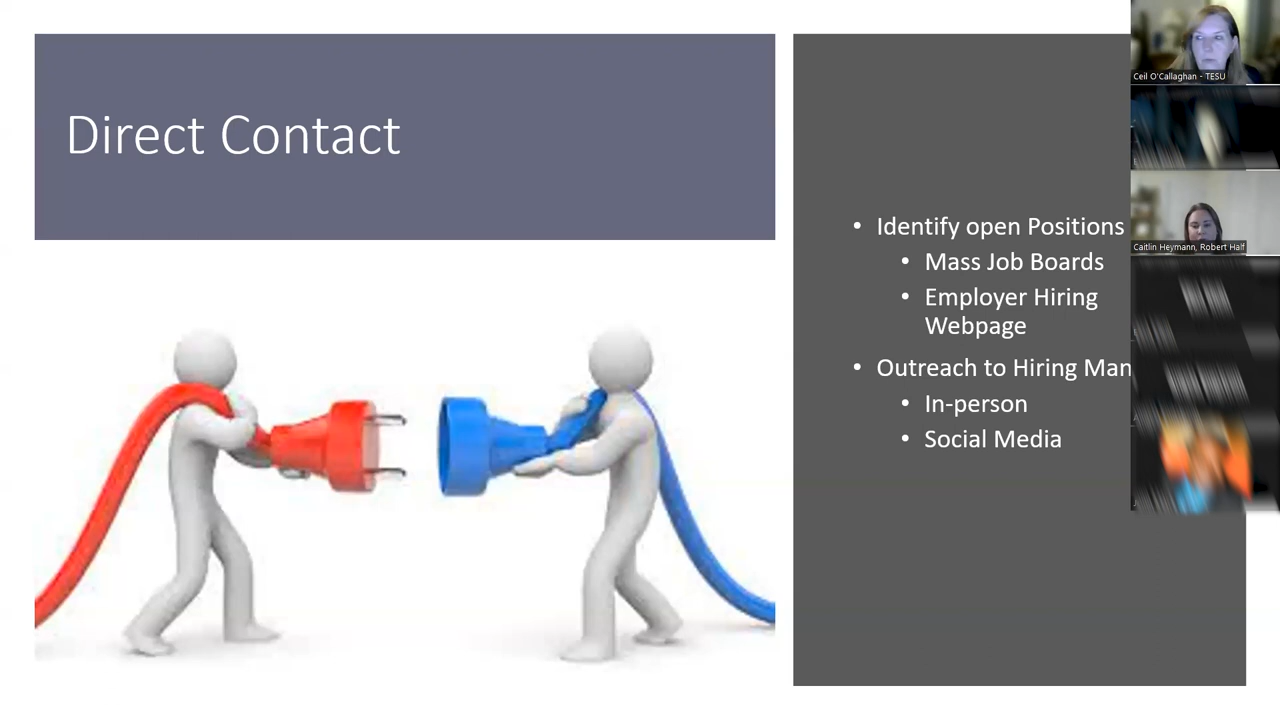 Direct Contact
• Identify open Positions
• Mass Job Boards
• Employer Hiring
Webpage
• Outreach to Hiring Man
• In-person
• Social Media
Ceil O'Callaghan - TESU
Caitlin Heymann, Robert Half